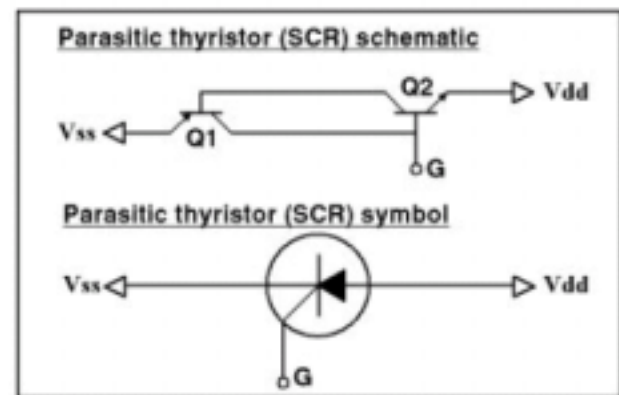 Parasitic thyristor (SCR) schematic
Q2
Vdd
Vss
Q1
G
Parasitic thyristor (SCR) symbol
Vss
Vdd
G